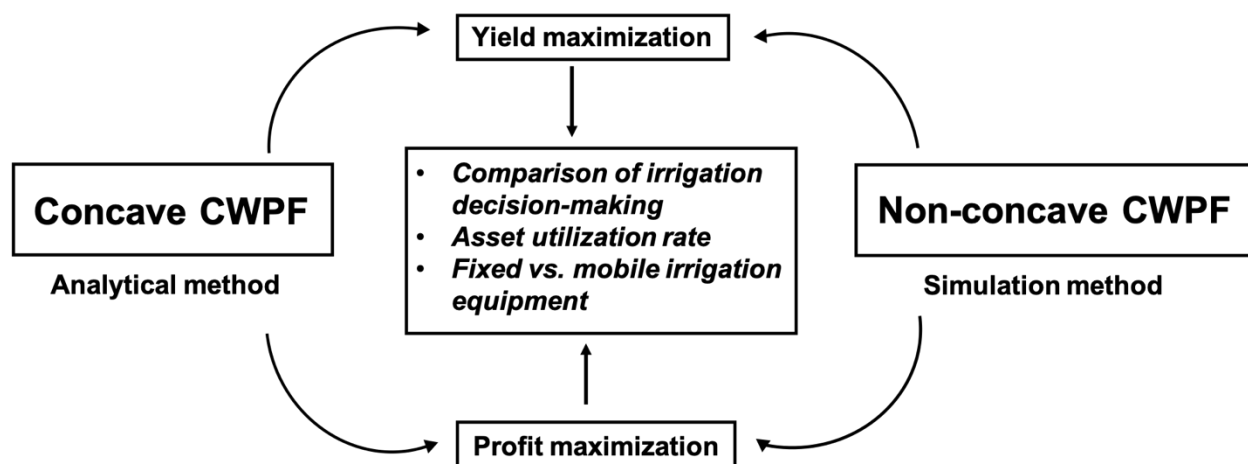 Yield maximization
Concave CWPF
Analytical method
• Comparison of irrigation
decision-making
• Asset utilization rate
• Fixed vs. mobile irrigation
equipment
Non-concave CWPF
Simulation method
Profit maximization